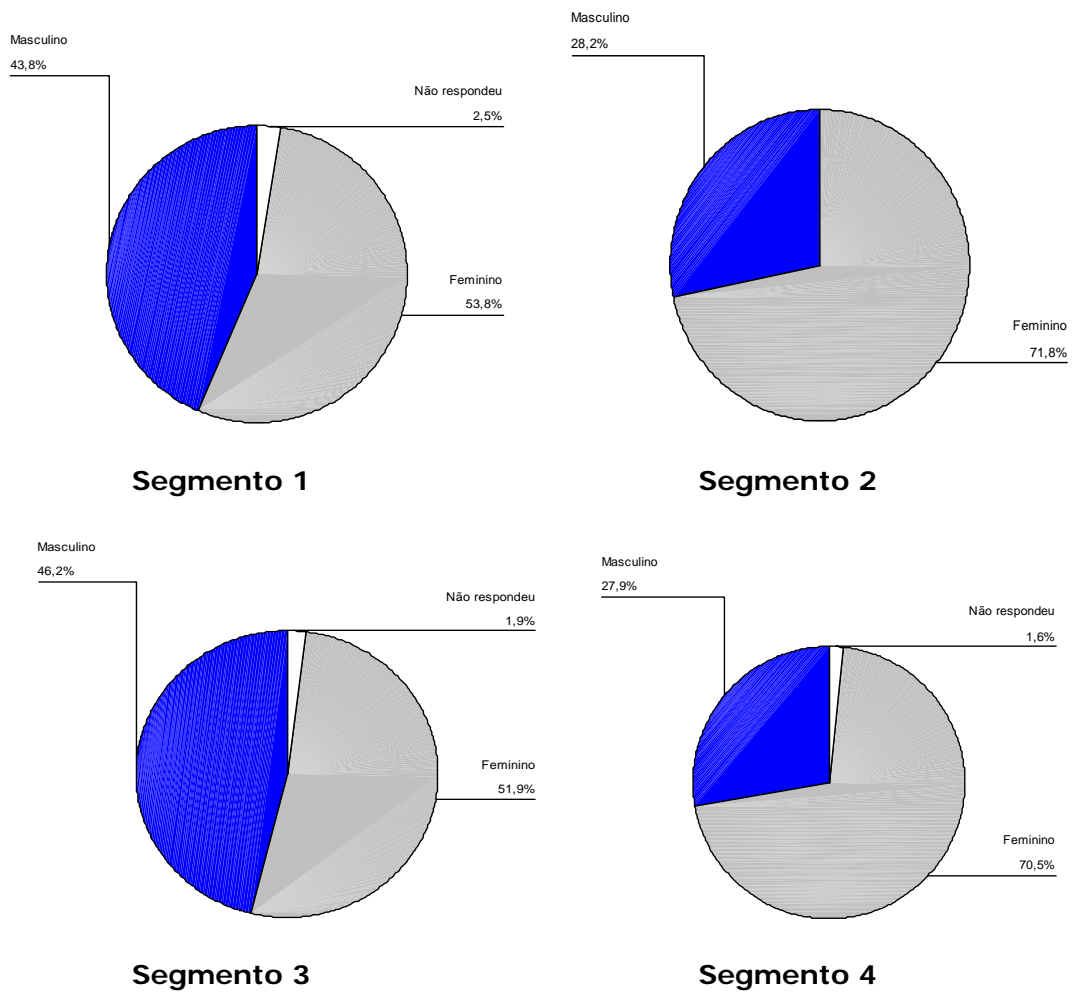 Masculino
43,8%
Não respondeu
2,5%
Feminino
53,8%
Segmento 1
Masculino
28,2%
Feminino
71,8%
Segmento 2
Masculino
46,2%
Não respondeu
1,9%
Feminino
51,9%
Segmento 3
Masculino
27,9%
Não respondeu
1,6%
Feminino
70,5%
Segmento 4